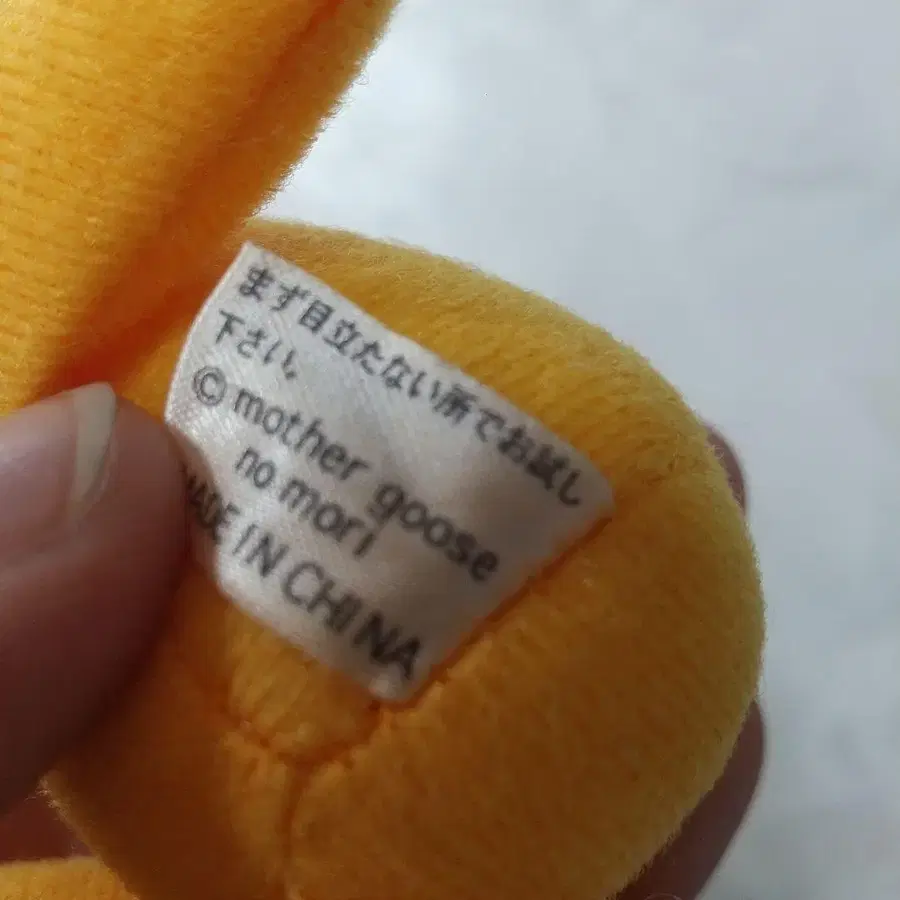 まず目立たない所でお試し
下さい。
© mother goose
no mori
MADE IN CHINA